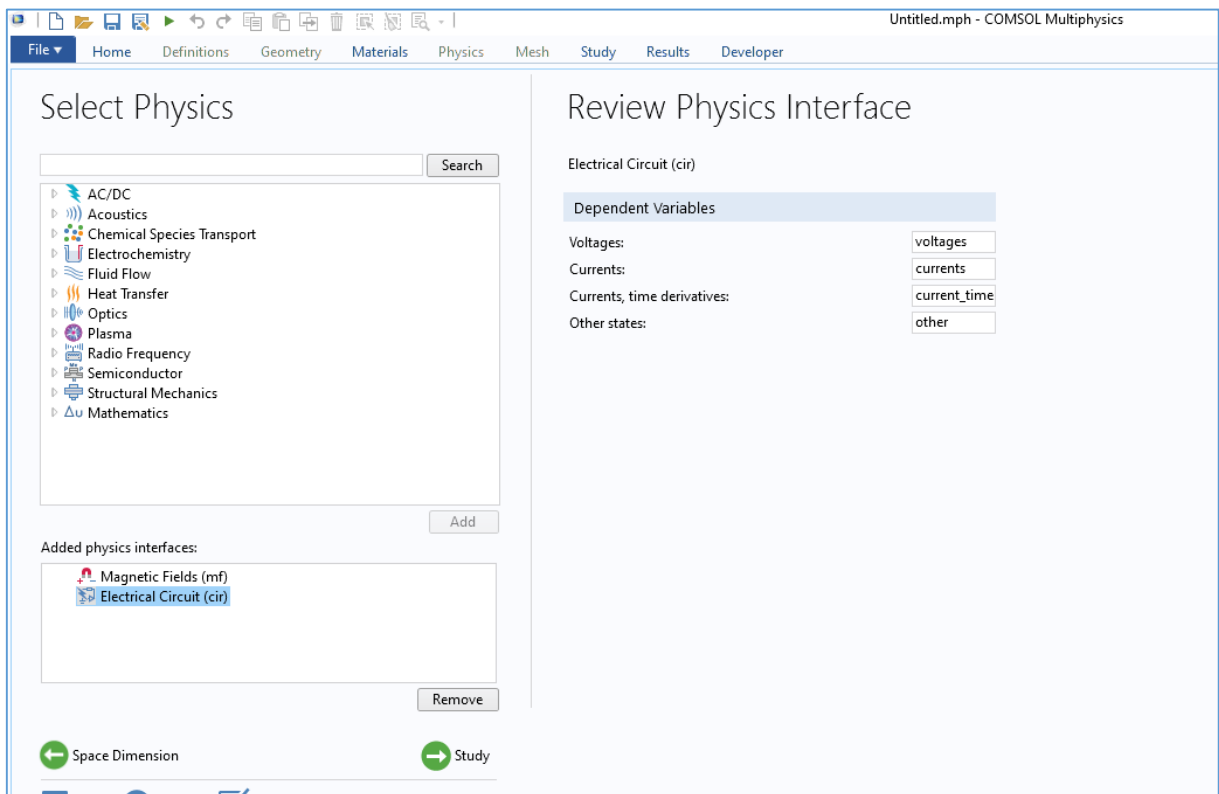 Untitled.mph - COMSOL Multiphysics
File Home Definitions Geometry Materials Physics Mesh Study Results Developer
Select Physics
Search
AC/DC
Acoustics
Chemical Species Transport
Electrochemistry
Fluid Flow
Heat Transfer
Optics
Plasma
Radio Frequency
Semiconductor
Structural Mechanics
Δu Mathematics
Add
Added physics interfaces:
Magnetic Fields (mf)
Electrical Circuit (cir)
Remove
Space Dimension
Study
Review Physics Interface
Electrical Circuit (cir)
Dependent Variables
Voltages: voltages
Currents: currents
Currents, time derivatives: current_time
Other states: other